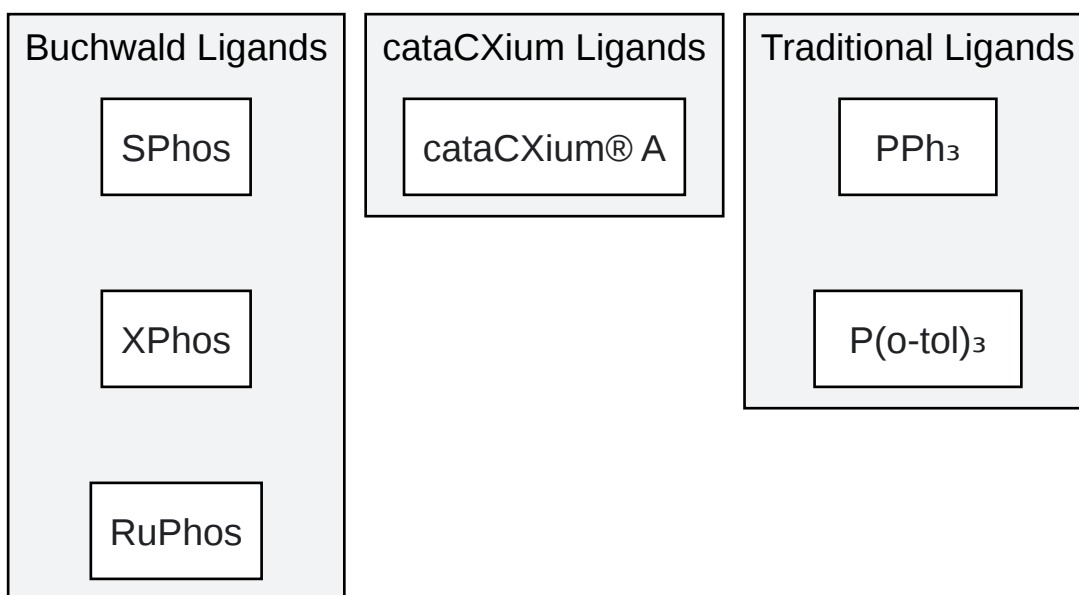 Buchwald Ligands
SPhos
XPhos
RuPhos
cataCXium Ligands
cataCXium® A
Traditional Ligands
PPh₃
P(o-tol)₃